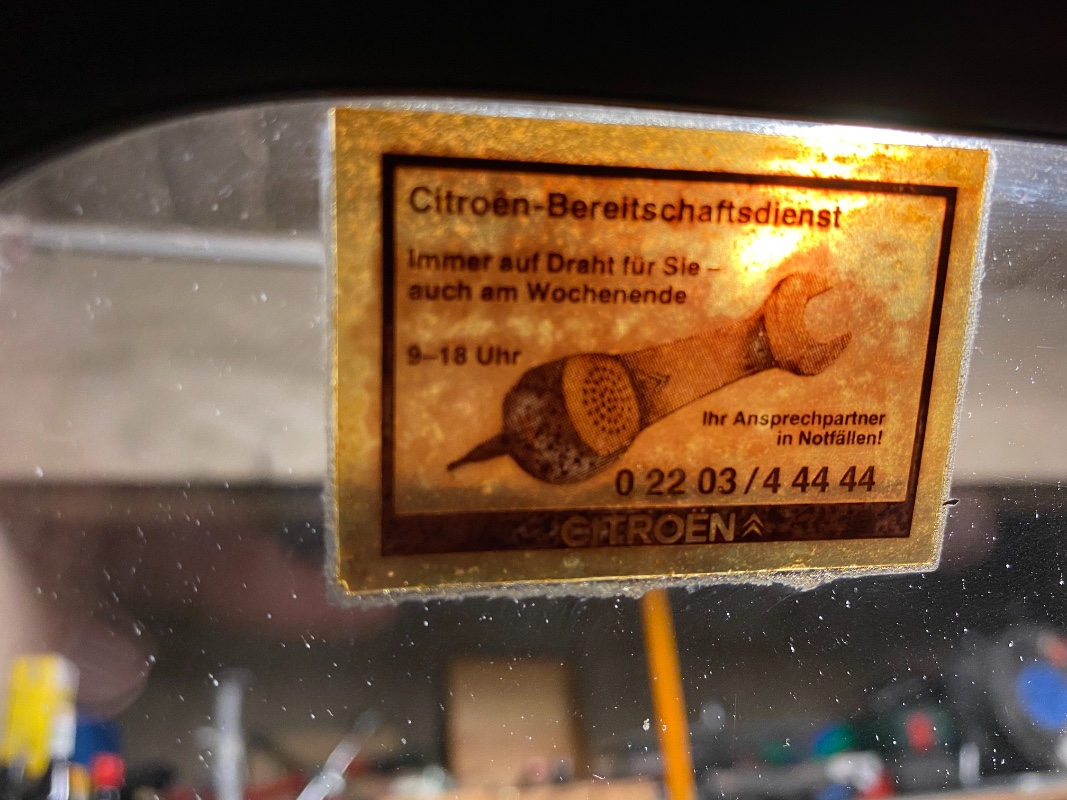 Citroën-Bereitschaftsdienst
Immer auf Draht für Sie –
auch am Wochenende
9–18 Uhr
Ihr Ansprechpartner
in Notfällen!
0 22 03/4 44 44
CITROËN